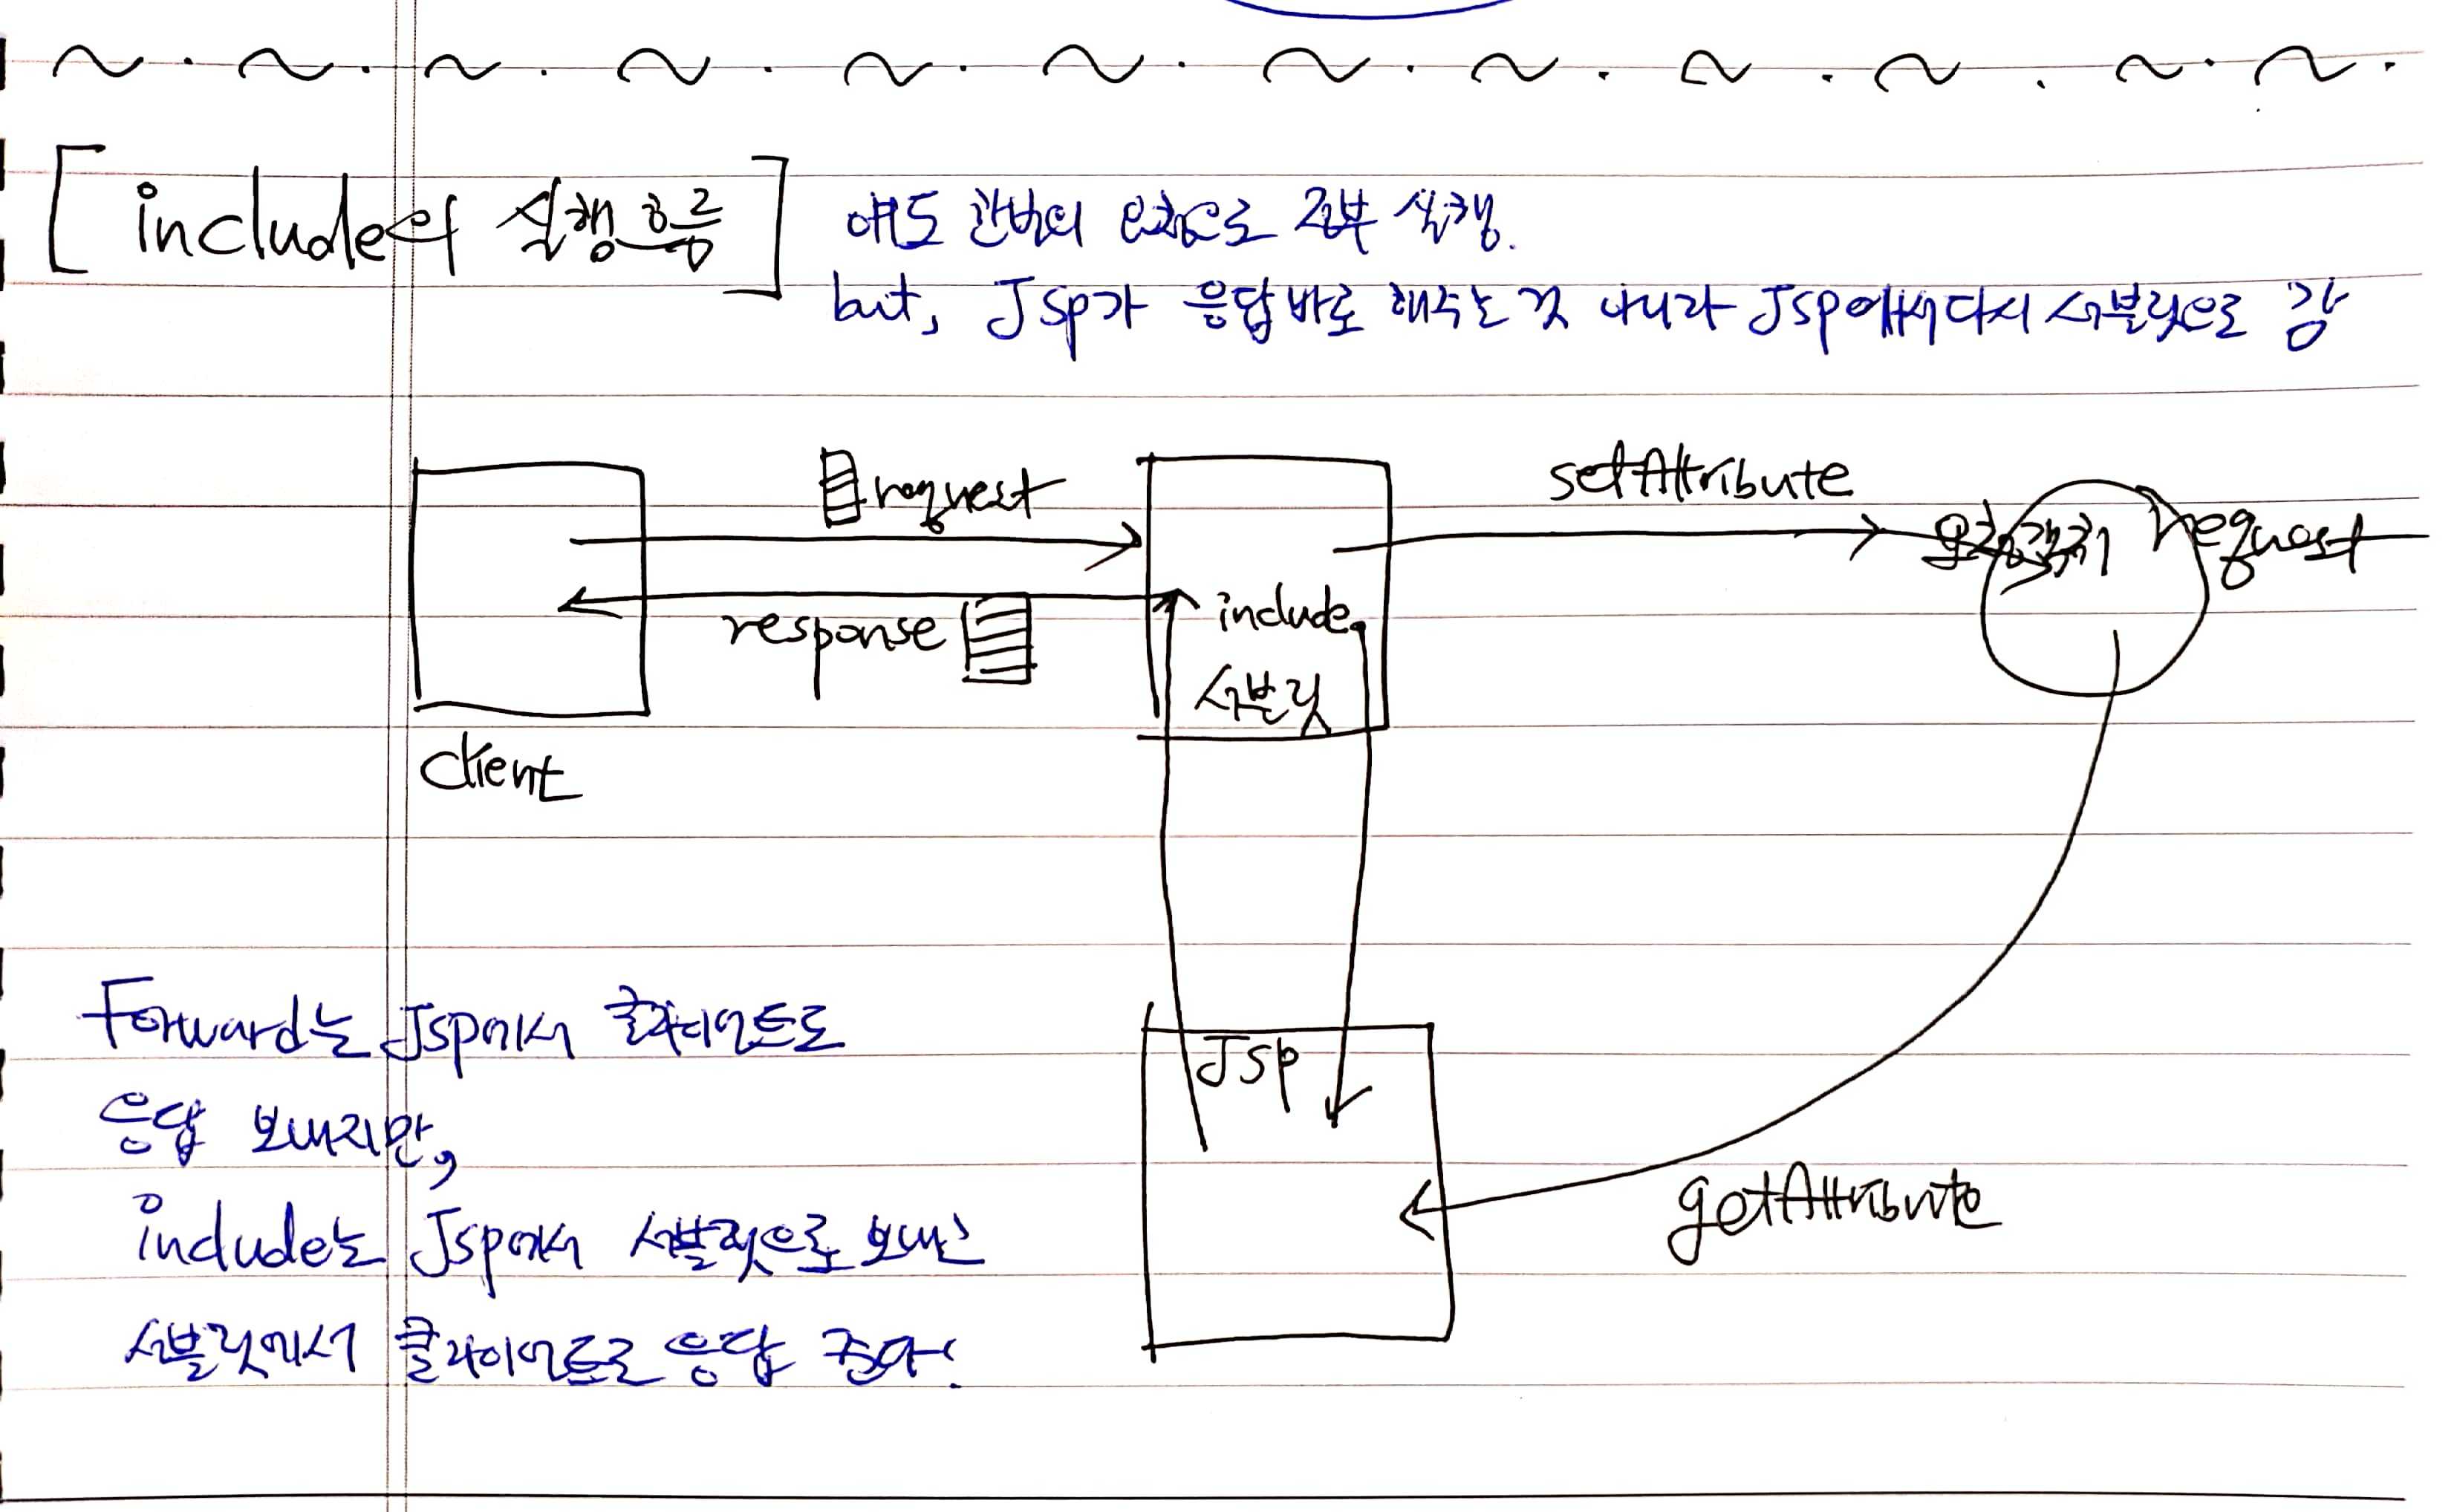 [include의 실행흐름]
얘도 한번의 요청으로 전부 실행.
but, Jsp가 응답 바로 해주는 것 아니라 Jsp에서 다시 서블릿으로 감
request
setAttribute
요청객체 request
response
include
서블릿
client
Forward는 Jsp에서 클라이언트로
Jsp
응답 보내지만,
getAttribute
include는 Jsp에서 서블릿으로 보낸
서블릿에서 클라이언트로 응답